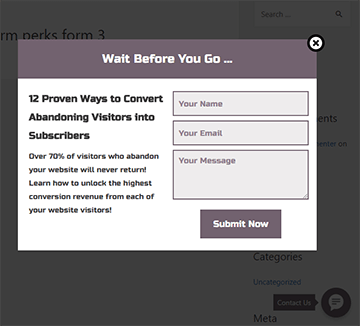 Search ...
rm perks form 3
Wait Before You Go ...
12 Proven Ways to Convert
Abandoning Visitors into
Subscribers
Over 70% of visitors who abandon
your website will never return!
Learn how to unlock the highest
conversion revenue from each of
your website visitors!
Your Name
Your Email
Your Message
Submit Now
ments
on
Categories
Uncategorized
Contact Us
Meta